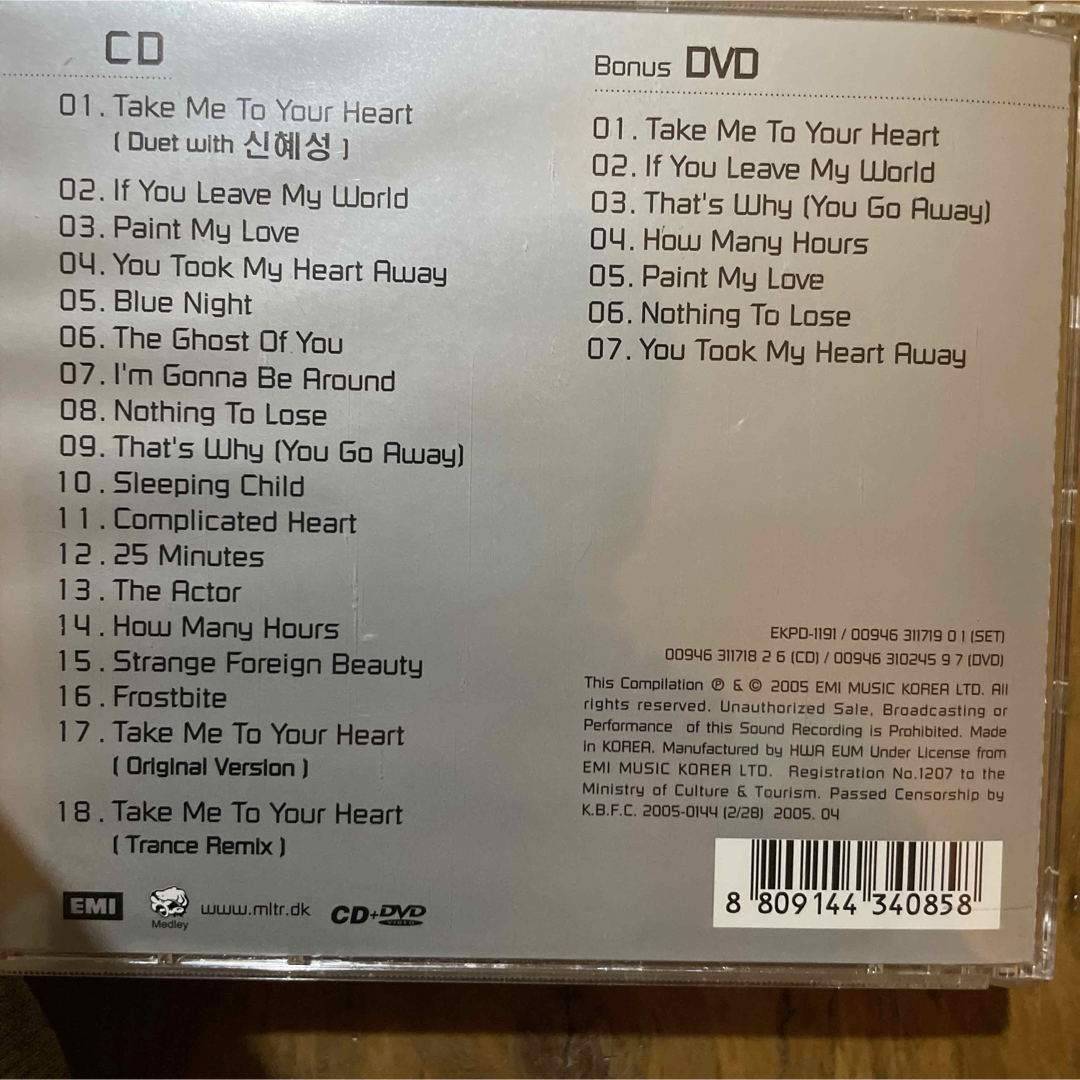 CD
01. Take Me To Your Heart
( Duet with 신혜성 )
02. If You Leave My World
03. Paint My Love
04. You Took My Heart Away
05. Blue Night
06. The Ghost Of You
07. I'm Gonna Be Around
08. Nothing To Lose
09. That's Why (You Go Away)
10. Sleeping Child
11. Complicated Heart
12. 25 Minutes
13. The Actor
14. How Many Hours
15. Strange Foreign Beauty
16. Frostbite
17. Take Me To Your Heart
( Original Version )
18. Take Me To Your Heart
( Trance Remix )
EMI
Medley
www.mltr.dk
CD+DVD
VIDEO
Bonus DVD
01. Take Me To Your Heart
02. If You Leave My World
03. That's Why (You Go Away)
04. How Many Hours
05. Paint My Love
06. Nothing To Lose
07. You Took My Heart Away
EKPD-1191 / 00946 311719 0 1 (SET)
00946 311718 2 6 (CD) / 00946 310245 9 7 (DVD)
This Compilation ℗ & © 2005 EMI MUSIC KOREA LTD. All
rights reserved. Unauthorized Sale, Broadcasting or
Performance of this Sound Recording is Prohibited. Made
in KOREA. Manufactured by HWA EUM Under License from
EMI MUSIC KOREA LTD. Registration No.1207 to the
Ministry of Culture & Tourism. Passed Censorship by
K.B.F.C. 2005-0144 (2/28) 2005. 04
8 809144 340858